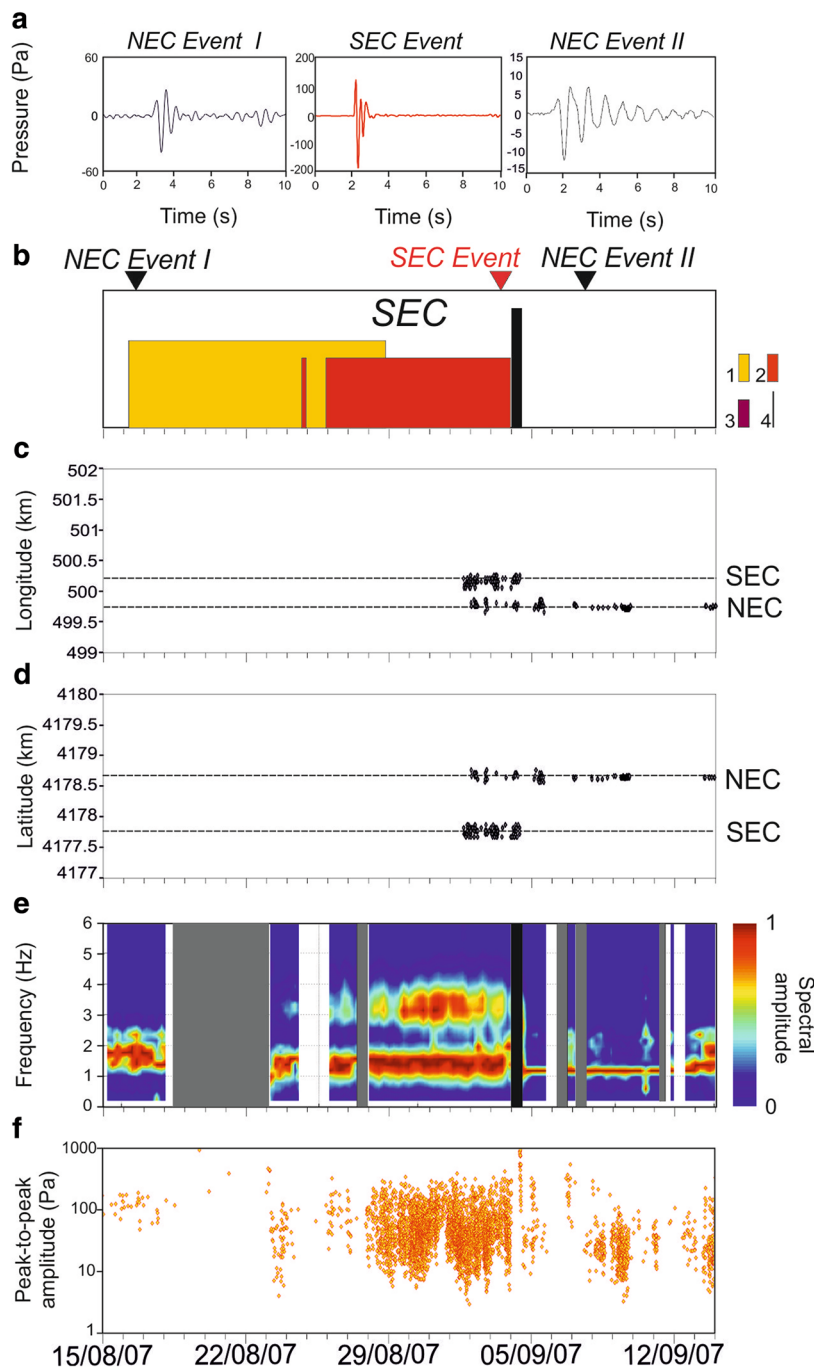 a
NEC Event I
SEC Event
NEC Event II
Pressure (Pa)
60
0
-60
0 2 4 6 8 10
Time (s)
200
100
0
-100
-200
0 2 4 6 8 10
Time (s)
15
10
5
0
-5
-10
-15
0 2 4 6 8 10
Time (s)
b
NEC Event I
SEC Event
NEC Event II
SEC
1 2
3 4
c
Longitude (km)
502
501.5
501
500.5
500
499.5
499
SEC
NEC
d
Latitude (km)
4180
4179.5
4179
4178.5
4178
4177.5
4177
NEC
SEC
e
Frequency (Hz)
6
5
4
3
2
1
0
1
0
Spectral
amplitude
f
Peak-to-peak
amplitude (Pa)
1000
100
10
1
15/08/07 22/08/07 29/08/07 05/09/07 12/09/07